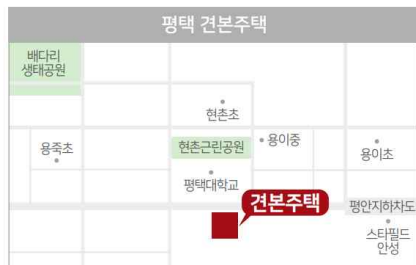 평택 견본주택
배다리
생태공원
현촌초
용죽초
현촌근린공원
용이중
용이초
평택대학교
견본주택
평안지하차도
스타필드
안성